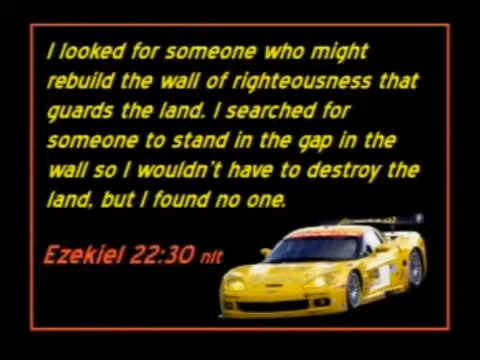 I looked for someone who might
rebuild the wall of righteousness that
guards the land. I searched for
someone to stand in the gap in the
wall so I wouldn't have to destroy the
land, but I found no one.
Ezekiel 22:30 nlt